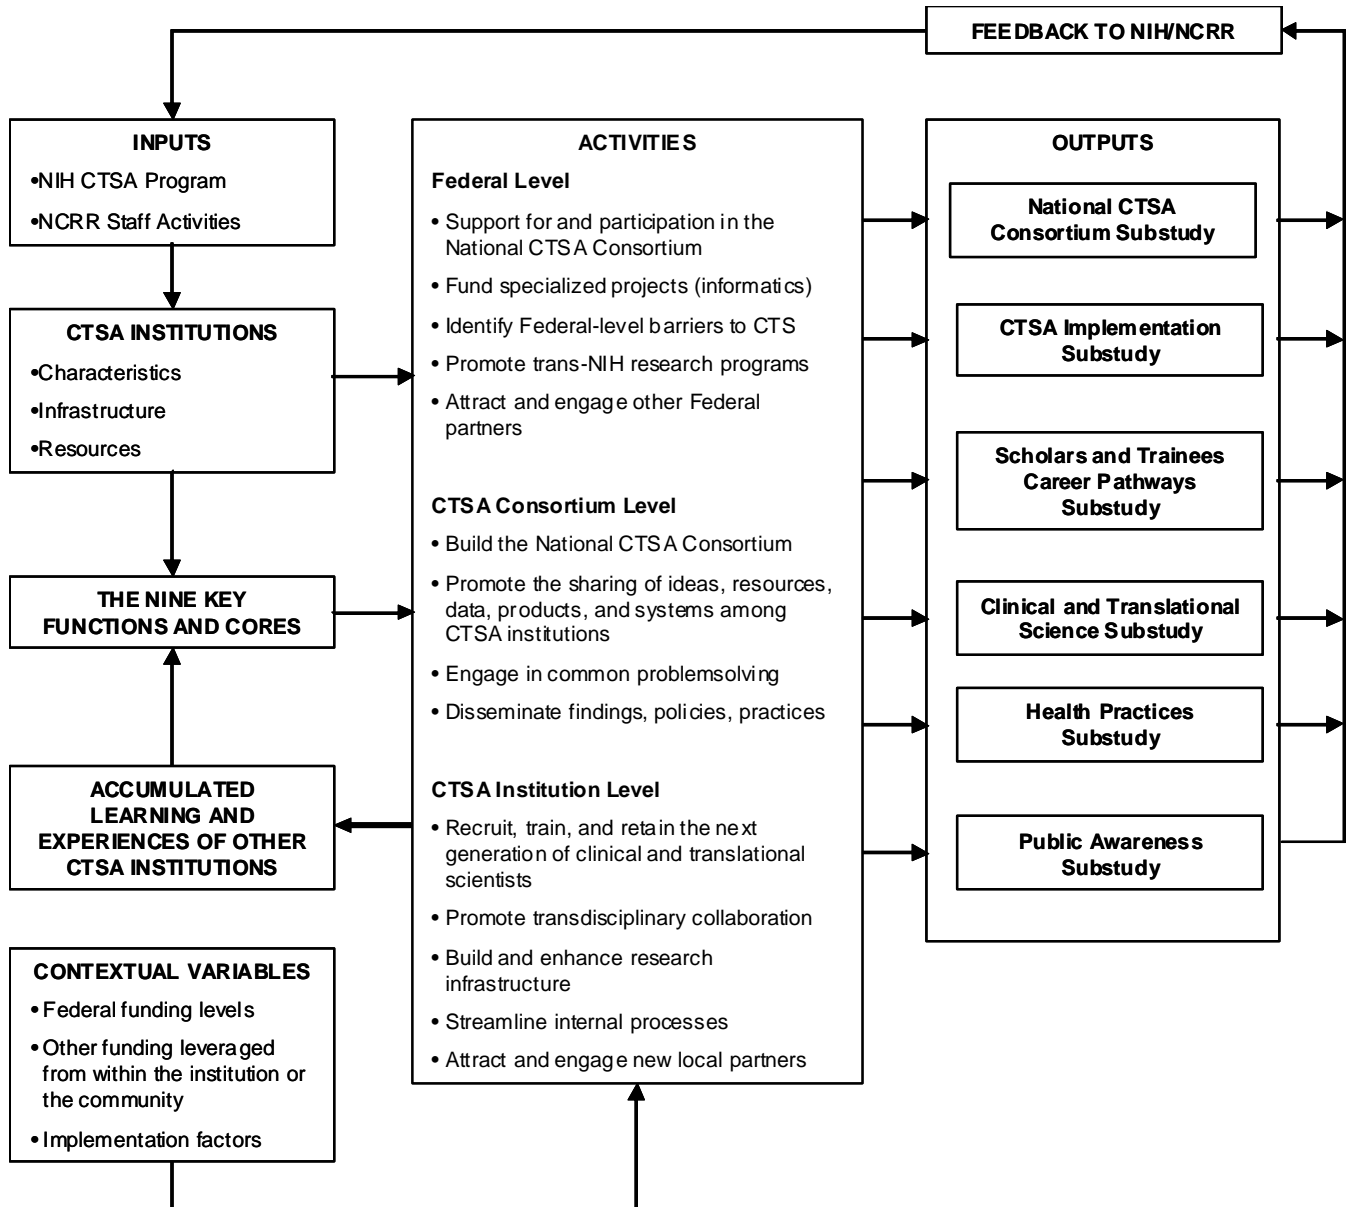 FEEDBACK TO NIH/NCRR
INPUTS
•NIH CTSA Program
•NCRR Staff Activities
CTSA INSTITUTIONS
•Characteristics
•Infrastructure
•Resources
THE NINE KEY
FUNCTIONS AND CORES
ACCUMULATED
LEARNING AND
EXPERIENCES OF OTHER
CTSA INSTITUTIONS
CONTEXTUAL VARIABLES
• Federal funding levels
• Other funding leveraged
from within the institution or
the community
• Implementation factors
ACTIVITIES
Federal Level
• Support for and participation in the
National CTSA Consortium
• Fund specialized projects (informatics)
• Identify Federal-level barriers to CTS
• Promote trans-NIH research programs
• Attract and engage other Federal
partners
CTSA Consortium Level
• Build the National CTSA Consortium
• Promote the sharing of ideas, resources,
data, products, and systems among
CTSA institutions
• Engage in common problemsolving
• Disseminate findings, policies, practices
CTSA Institution Level
• Recruit, train, and retain the next
generation of clinical and translational
scientists
• Promote transdisciplinary collaboration
• Build and enhance research
infrastructure
• Streamline internal processes
• Attract and engage new local partners
OUTPUTS
National CTSA
Consortium Substudy
CTSA Implementation
Substudy
Scholars and Trainees
Career Pathways
Substudy
Clinical and Translational
Science Substudy
Health Practices
Substudy
Public Awareness
Substudy